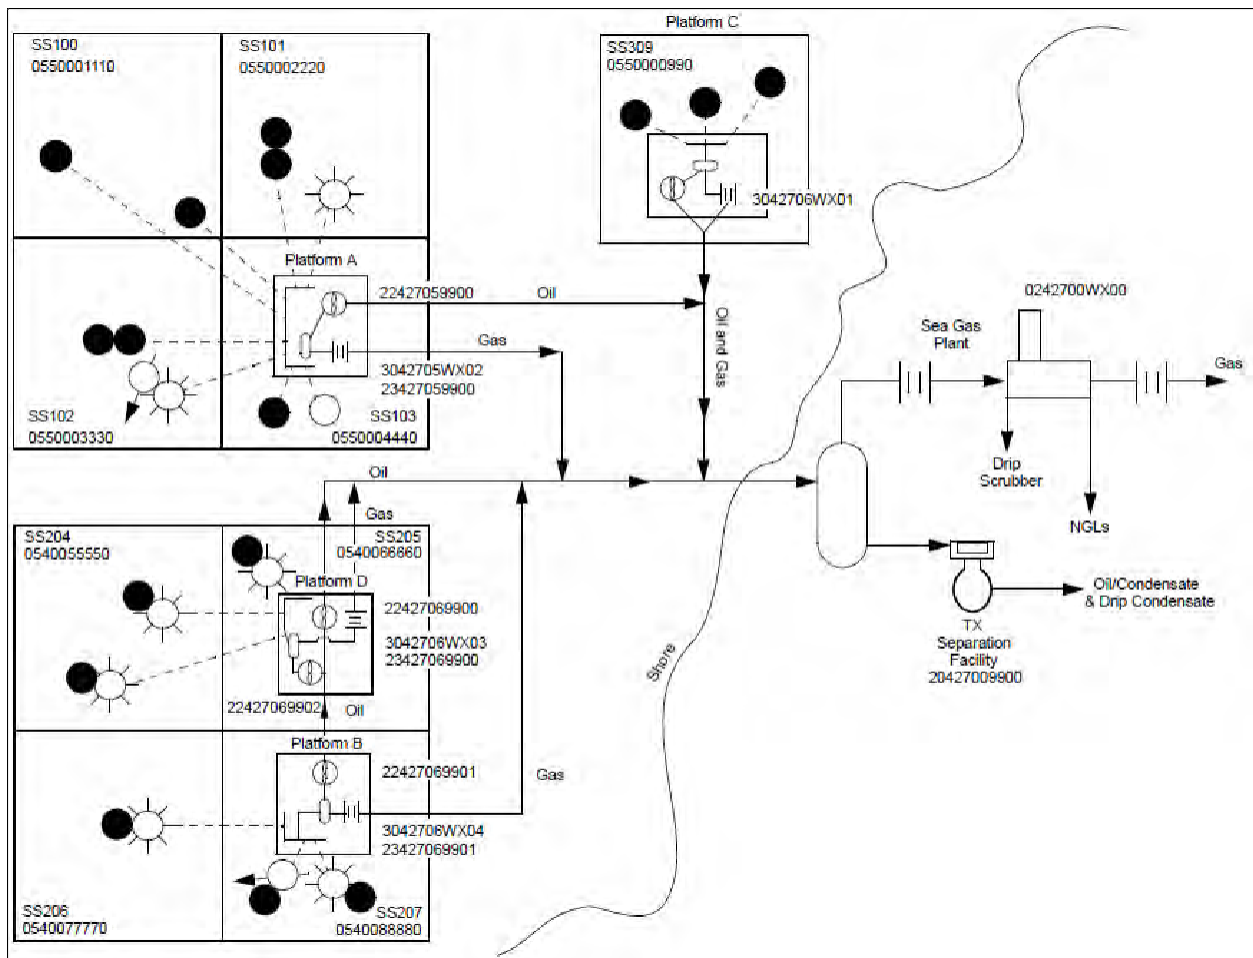 Platform C
SS100
0550001110
SS101
0550002220
SS309
0550000990
3042706WX01
Platform A
22427059900
Oil
Gas
3042705WX02
23427059900
SS102
0550003330
SS103
0550004440
Oil and Gas
0242700WX00
Sea Gas
Plant
Gas
Drip
Scrubber
NGLs
Oil
Gas
SS204
0540055550
SS205
0540066660
Platform D
22427069900
3042706WX03
23427069900
22427069902
Oil
Shore
Oil/Condensate
& Drip Condensate
TX
Separation
Facility
20427009900
Platform B
22427069901
Gas
3042706WX04
23427069901
SS206
0540077770
SS207
0540088880